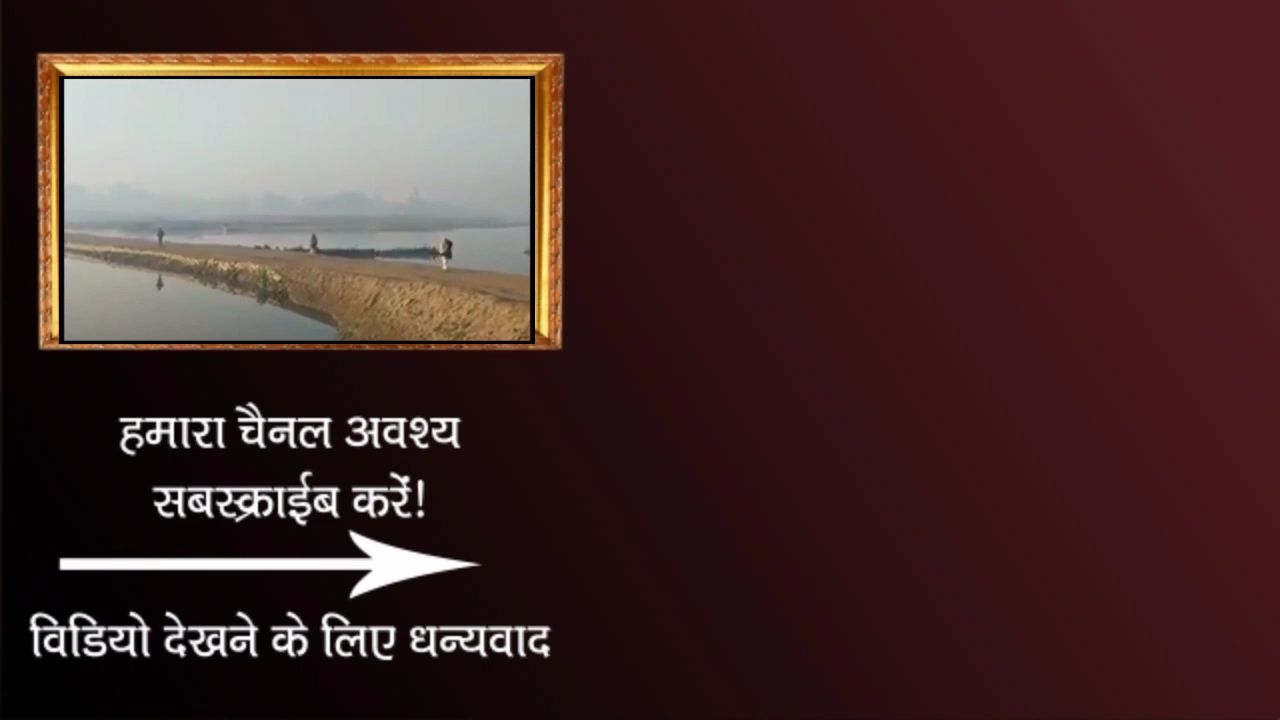 हमारा चैनल अवश्य
सबस्क्राईब करें!
विडियो देखने के लिए धन्यवाद